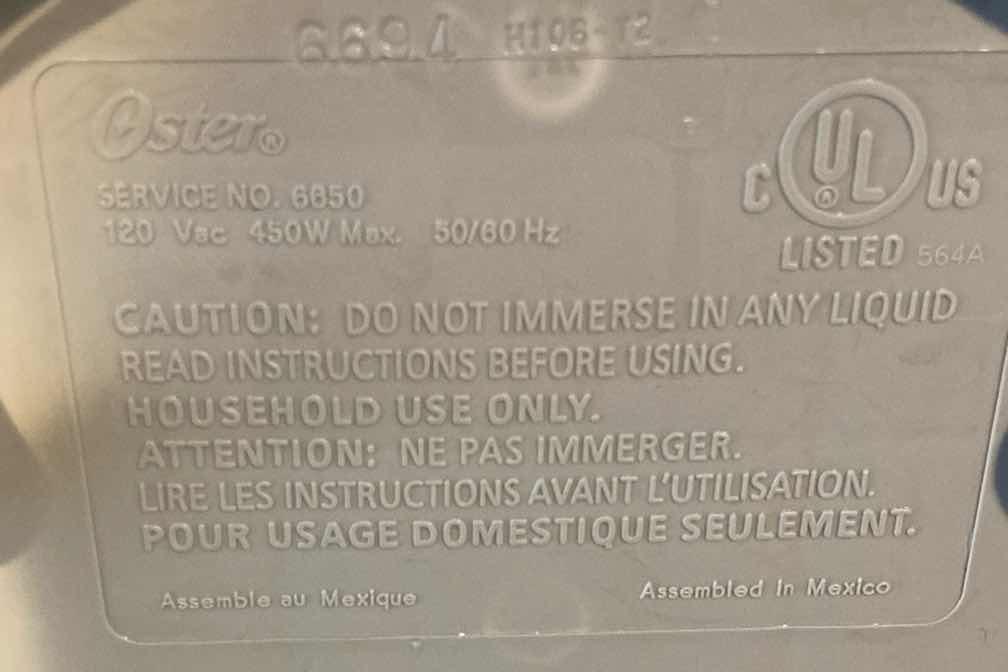 6694 H106-12
Oster®
SERVICE NO. 6650
120 Vac 450W Max. 50/60 Hz
C UL® US
LISTED 564A
CAUTION: DO NOT IMMERSE IN ANY LIQUID
READ INSTRUCTIONS BEFORE USING.
HOUSEHOLD USE ONLY.
ATTENTION: NE PAS IMMERGER.
LIRE LES INSTRUCTIONS AVANT L'UTILISATION.
POUR USAGE DOMESTIQUE SEULEMENT.
Assemble au Mexique Assembled in Mexico